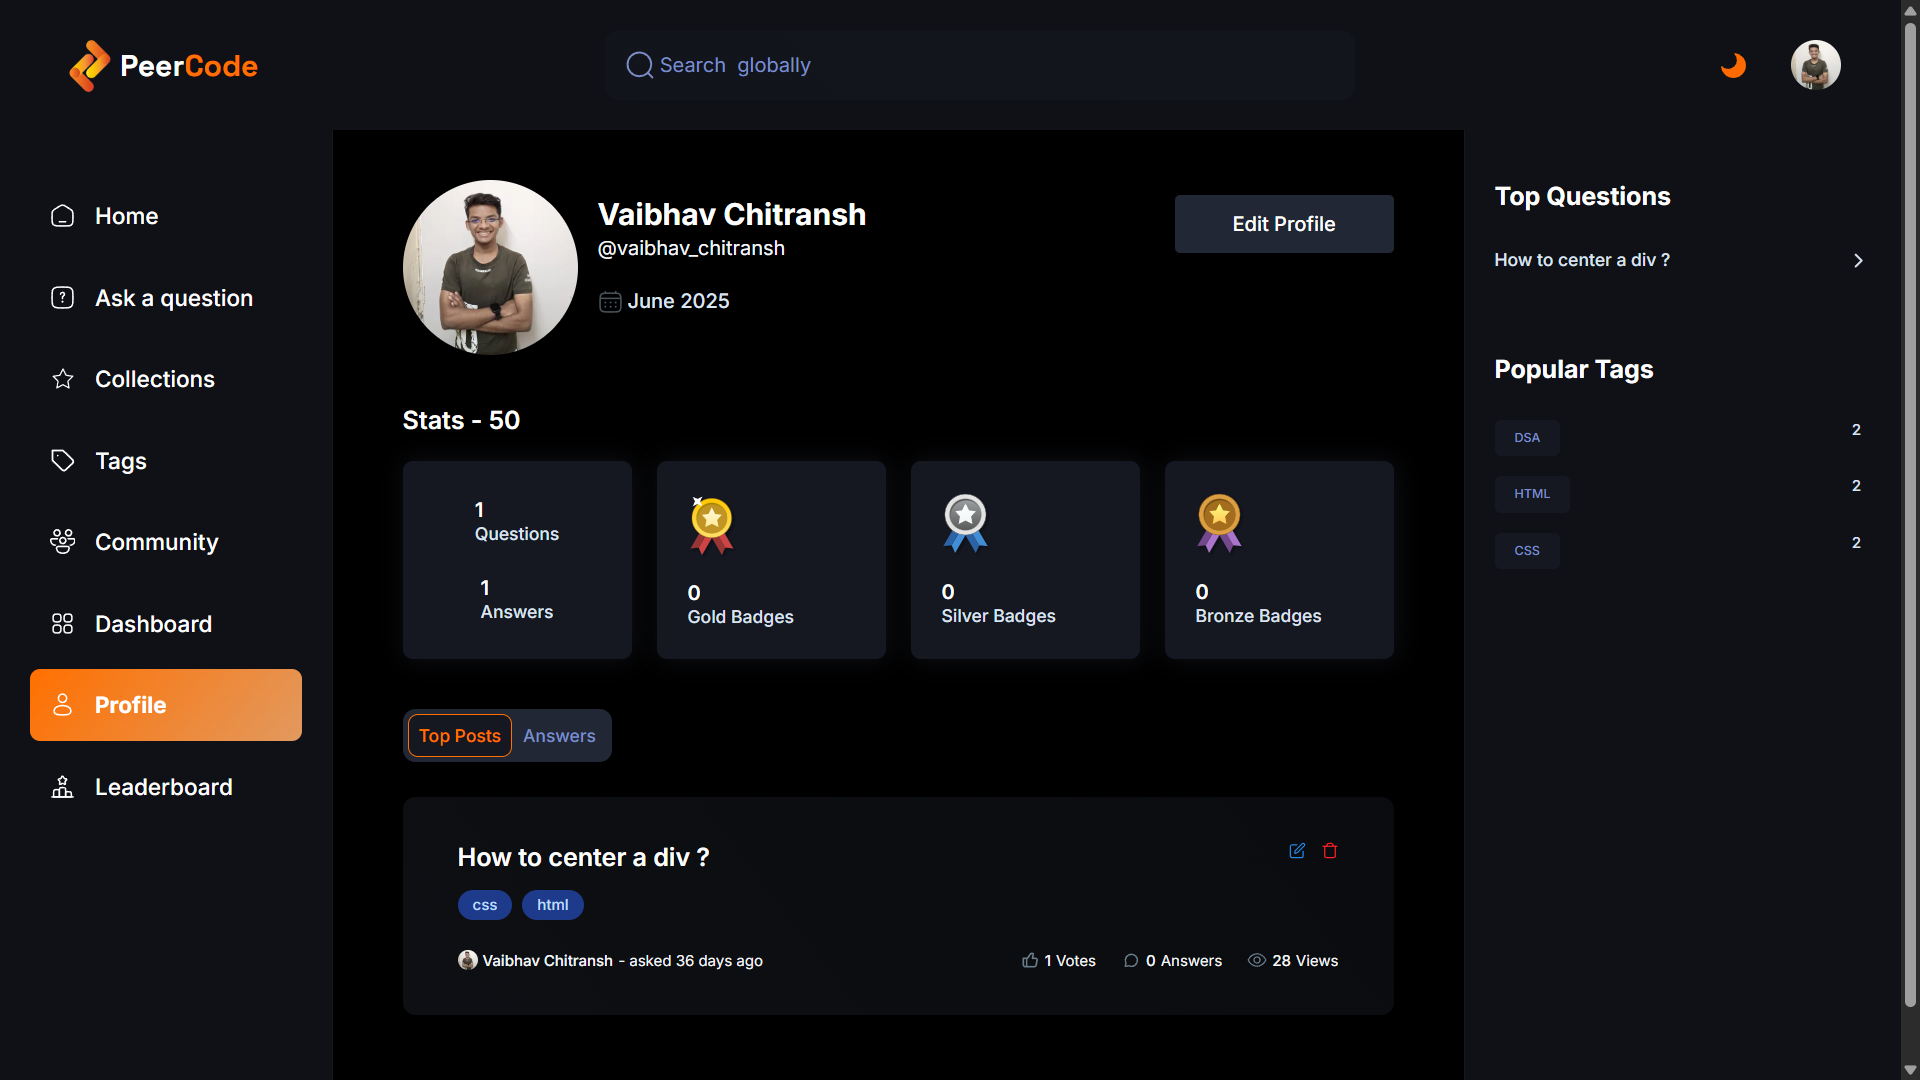 PeerCode
Search globally
Home
Ask a question
Collections
Tags
Community
Dashboard
Profile
Leaderboard
Vaibhav Chitransh
@vaibhav_chitransh
June 2025
Edit Profile
Stats - 50
1
Questions
1
Answers
0
Gold Badges
0
Silver Badges
0
Bronze Badges
Top Posts Answers
How to center a div ?
css html
Vaibhav Chitransh - asked 36 days ago
1 Votes 0 Answers 28 Views
Top Questions
How to center a div ?
Popular Tags
DSA 2
HTML 2
CSS 2